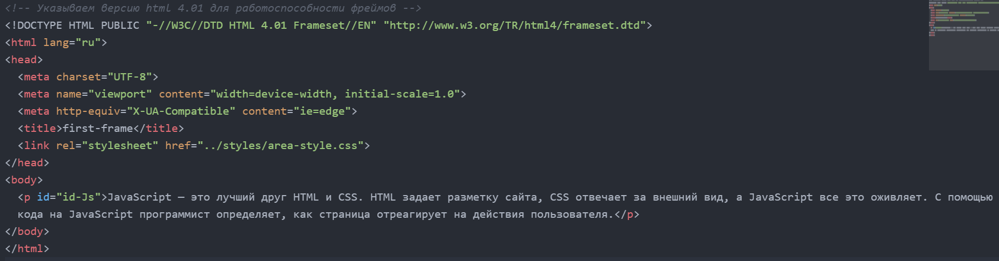 <!-- Указываем версию html 4.01 для работоспособности фреймов -->
<!DOCTYPE HTML PUBLIC "-//W3C//DTD HTML 4.01 Frameset//EN" "http://www.w3.org/TR/html4/frameset.dtd">
<html lang="ru">
<head>
  <meta charset="UTF-8">
  <meta name="viewport" content="width=device-width, initial-scale=1.0">
  <meta http-equiv="X-UA-Compatible" content="ie=edge">
  <title>first-frame</title>
  <link rel="stylesheet" href="../styles/area-style.css">
</head>
<body>
  <p id="id-Js">JavaScript — это лучший друг HTML и CSS. HTML задает разметку сайта, CSS отвечает за внешний вид, а JavaScript все это оживляет. С помощью
  кода на JavaScript программист определяет, как страница отреагирует на действия пользователя.</p>
</body>
</html>